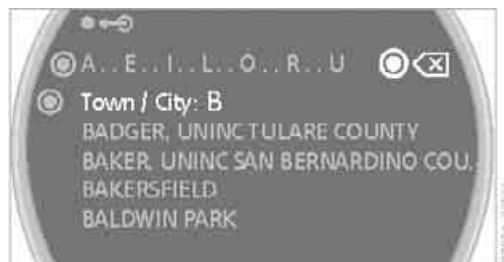 A . . E . . I . . L . . O . . R . . U
Town / City: B
BADGER, UNINC TULARE COUNTY
BAKER, UNINC SAN BERNARDINO COU.
BAKERSFIELD
BALDWIN PARK